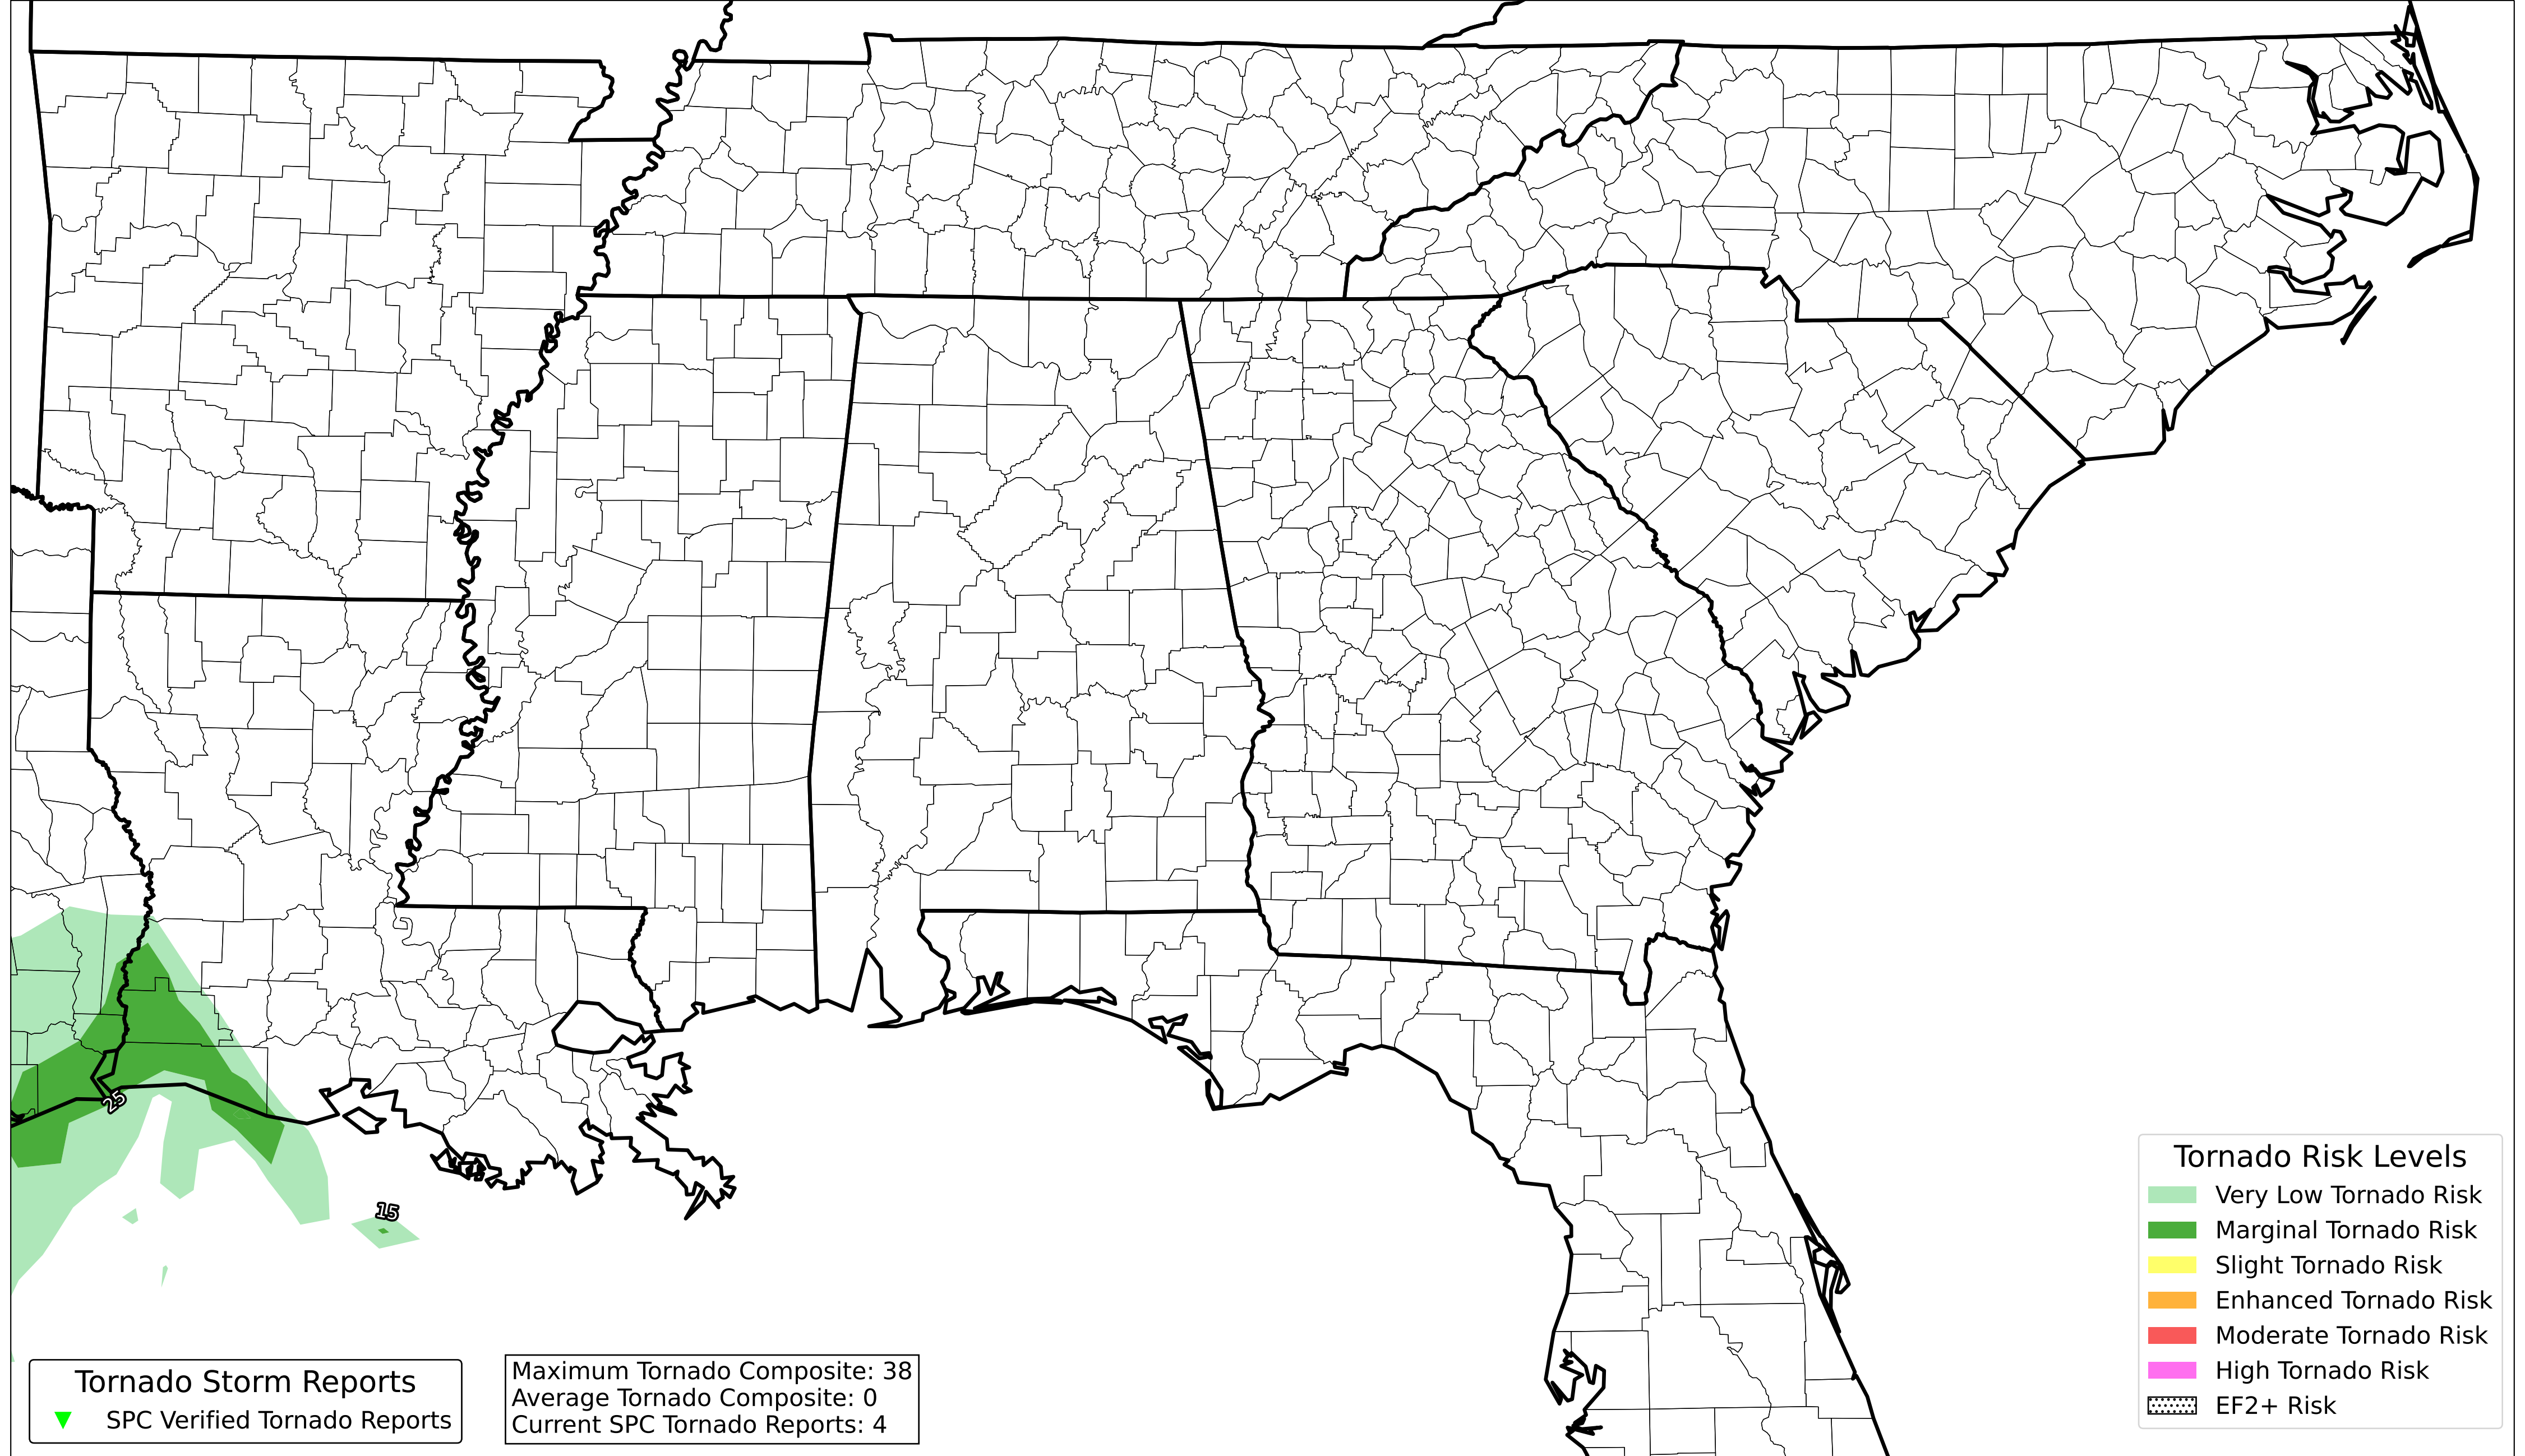 25
15
Tornado Storm Reports
SPC Verified Tornado Reports
Maximum Tornado Composite: 38
Average Tornado Composite: 0
Current SPC Tornado Reports: 4
Tornado Risk Levels
Very Low Tornado Risk
Marginal Tornado Risk
Slight Tornado Risk
Enhanced Tornado Risk
Moderate Tornado Risk
High Tornado Risk
EF2+ Risk